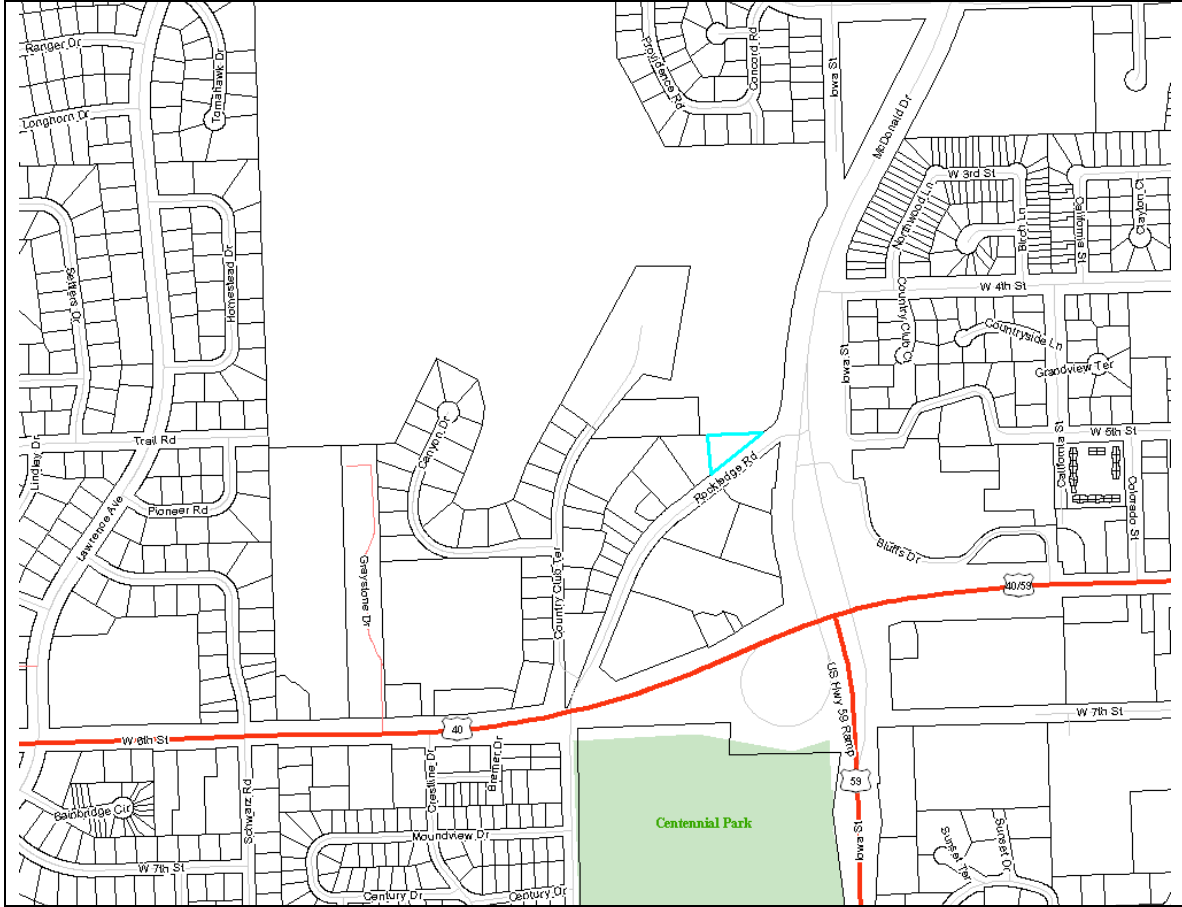 Ranger Dr
Tomahawk Dr
Longhorn Dr
Settlers Dr
Homestead Dr
Lindley Dr
Trail Rd
Pioneer Rd
Lawrence Ave
Canyon Dr
Graystone Dr
Country Club Ter
Rockledge Rd
Providence Rd
Concord Rd
Iowa St
McDonald Dr
W 3rd St
Northwood Ln
Birch Ln
California St
Clayton Ct
W 4th St
Country Club Ct
Countryside Ln
Grandview Ter
Iowa St
W 5th St
California St
Colorado St
Bluffs Dr
40/59
US Hwy 59 Ramp
W 7th St
40
W 6th St
59
Bainbridge Cir
Schwarz Rd
Crestline Dr
Bremer Dr
Moundview Dr
W 7th St
Century Dr
Century Dr
Centennial Park
Iowa St
Sunset Ter
Sunset Dr